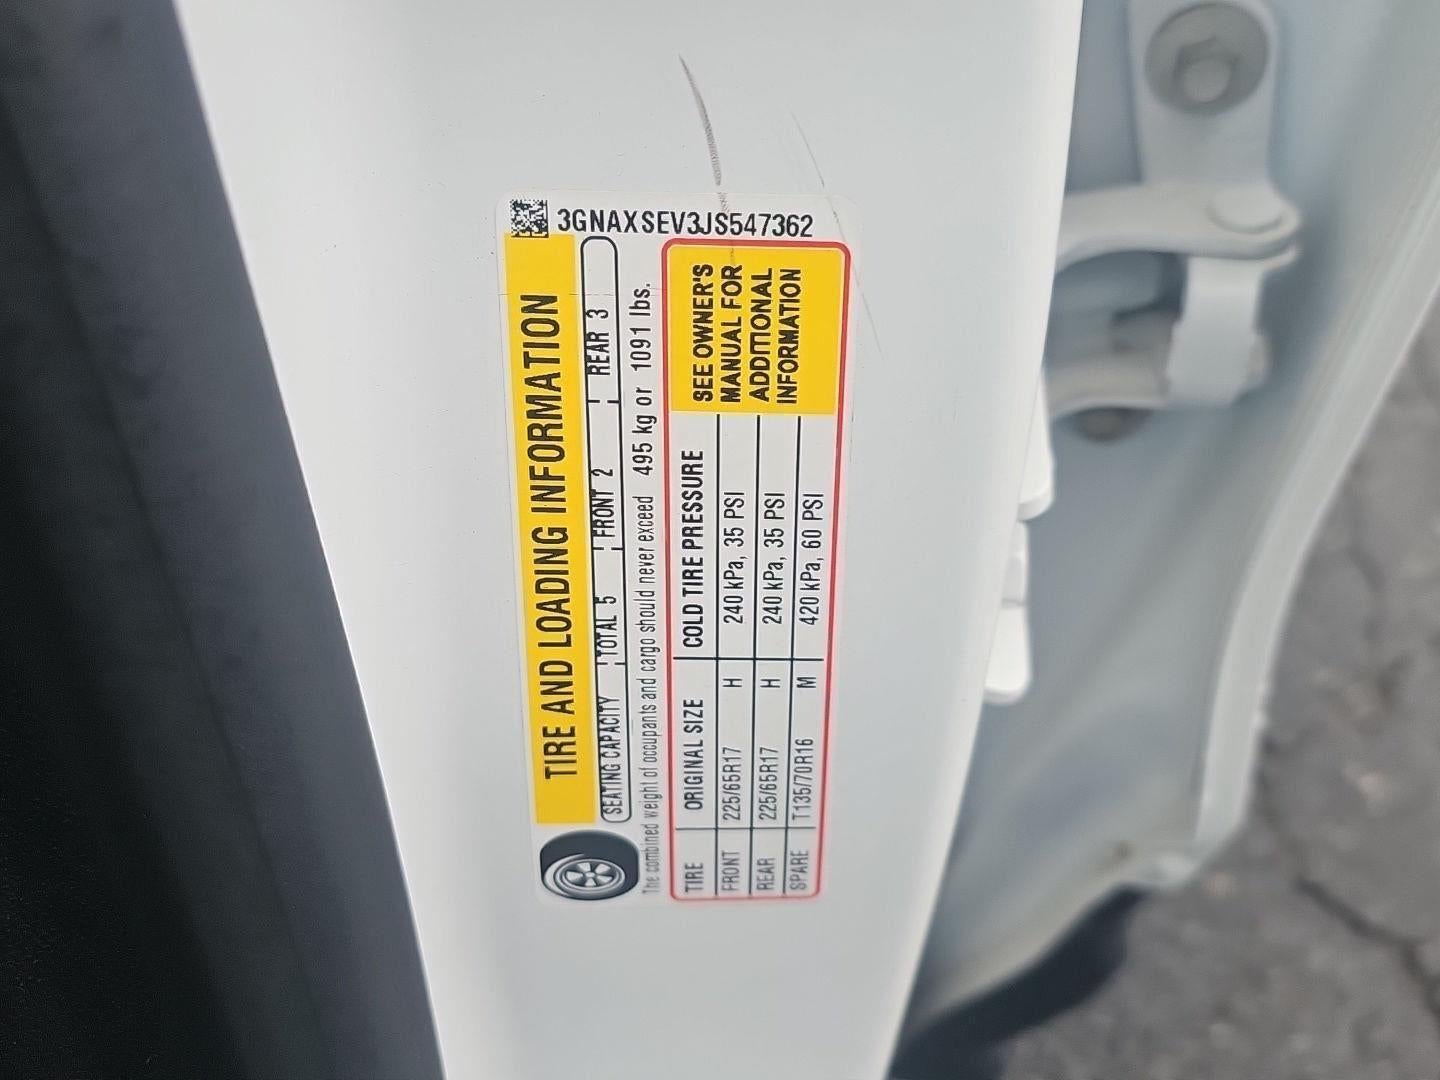 3GNAXSEV3JS547362
TIRE AND LOADING INFORMATION
SEATING CAPACITY TOTAL 5 FRONT 2 REAR 3
The combined weight of occupants and cargo should never exceed 495 kg or 1091 lbs.
TIRE ORIGINAL SIZE COLD TIRE PRESSURE
FRONT 225/65R17 H 240 kPa, 35 PSI
REAR 225/65R17 H 240 kPa, 35 PSI
SPARE T135/70R16 M 420 kPa, 60 PSI
SEE OWNER'S
MANUAL FOR
ADDITIONAL
INFORMATION